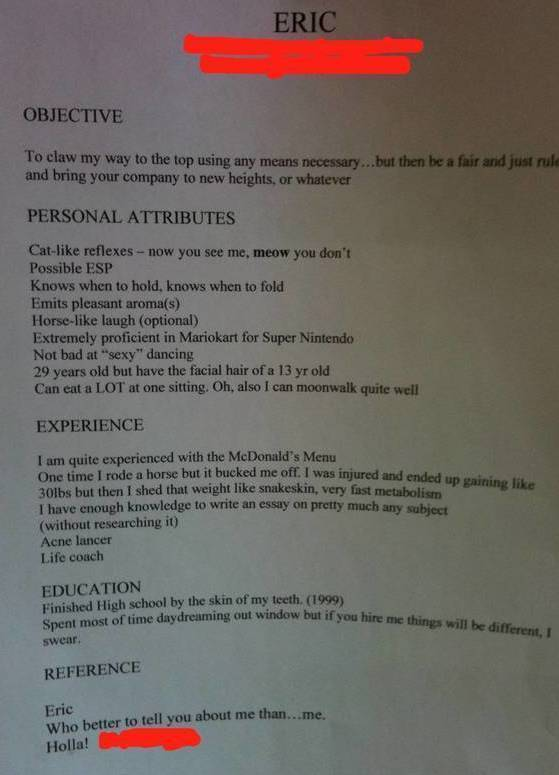 ERIC
OBJECTIVE
To claw my way to the top using any means necessary...but then be a fair and just
and bring your company to new heights, or whatever
PERSONAL ATTRIBUTES
Cat-like reflexes – now you see me, meow you don't
Possible ESP
Knows when to hold, knows when to fold
Emits pleasant aroma(s)
Horse-like laugh (optional)
Extremely proficient in Mariokart for Super Nintendo
Not bad at "sexy" dancing
29 years old but have the facial hair of a 13 yr old
Can eat a LOT at one sitting. Oh, also I can moonwalk quite well
EXPERIENCE
I am quite experienced with the McDonald's Menu
One time I rode a horse but it bucked me off. I was injured and ended up gaining like
30lbs but then I shed that weight like snakeskin, very fast metabolism
I have enough knowledge to write an essay on pretty much any subject
(without researching it)
Acne lancer
Life coach
EDUCATION
Finished High school by the skin of my teeth. (1999)
Spent most of time daydreaming out window but if you hire me things will be different, I
swear.
REFERENCE
Eric
Who better to tell you about me than...me.
Holla!